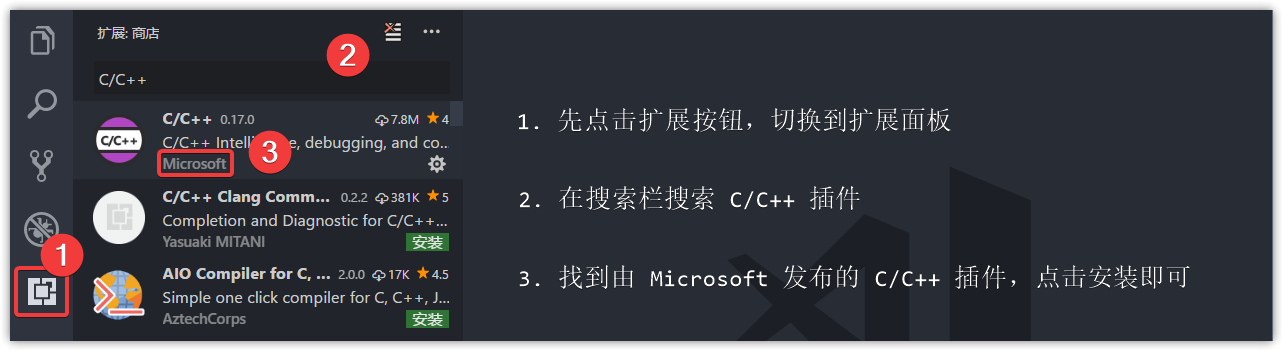 扩展: 商店
2
C/C++
C/C++ 0.17.0 7.8M 4
C/C++ Intelli e, debugging, and co...
Microsoft
3
C/C++ Clang Comm... 0.2.2 381K 5
Completion and Diagnostic for C/C++...
Yasuaki MITANI 安装
1
AIO Compiler for C, ... 2.0.0 17K 4.5
Simple one click compiler for C, C++, J...
AztechCorps 安装
1. 先点击扩展按钮，切换到扩展面板
2. 在搜索栏搜索 C/C++ 插件
3. 找到由 Microsoft 发布的 C/C++ 插件，点击安装即可